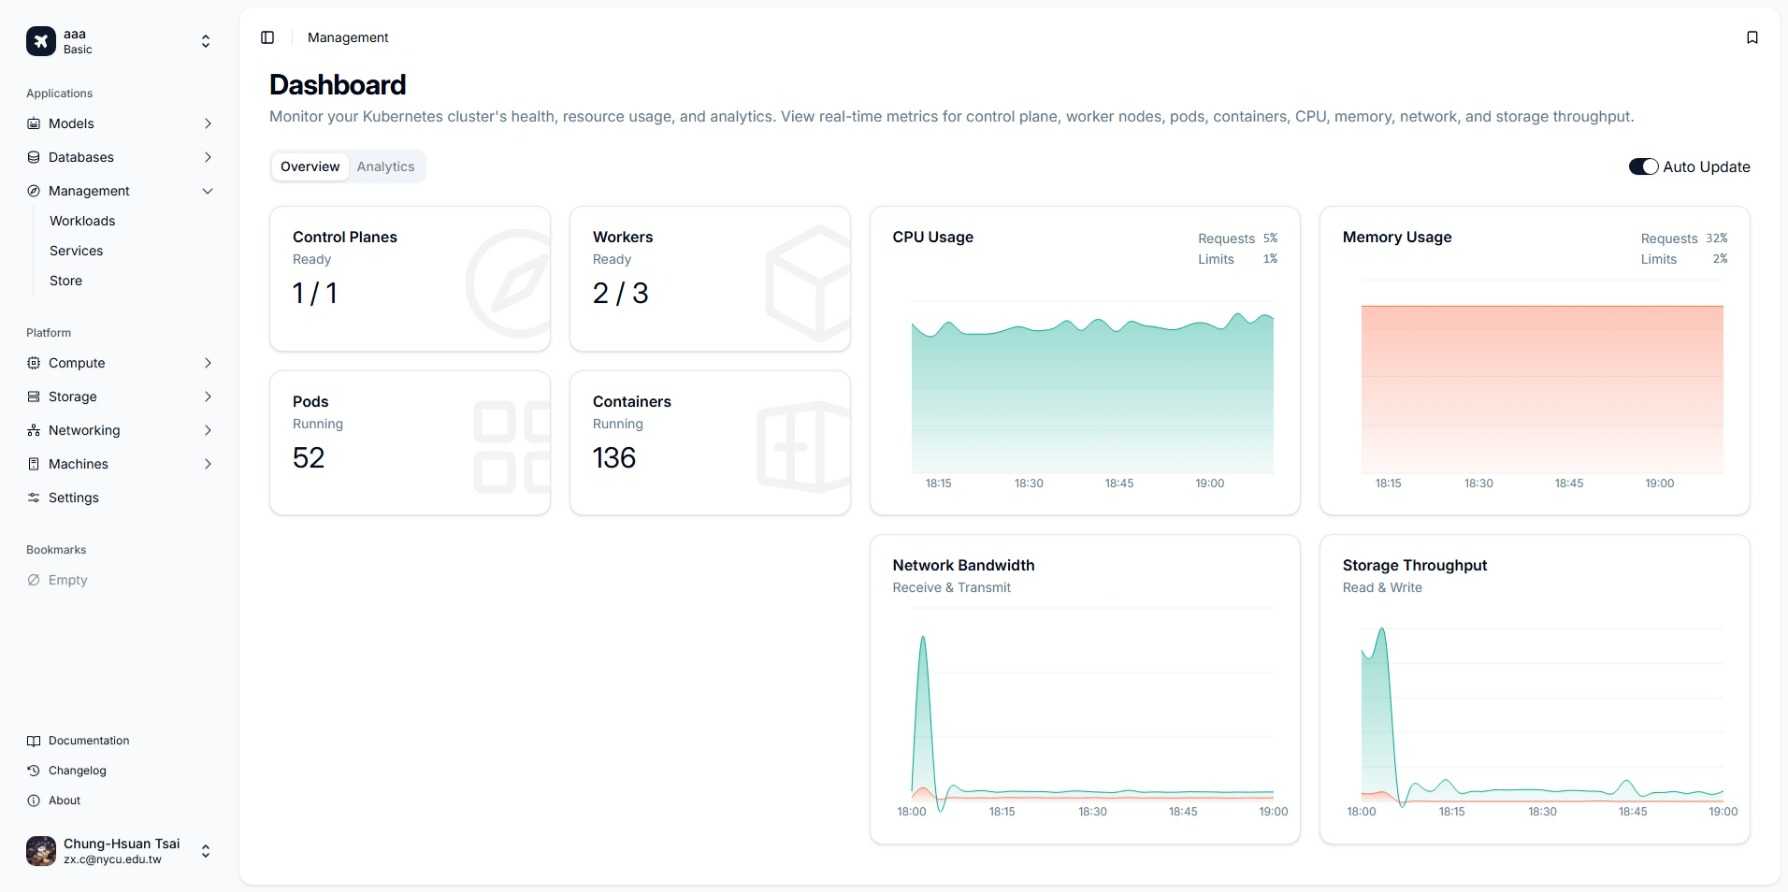 aaa
Basic
Applications
Models
Databases
Management
Workloads
Services
Store
Platform
Compute
Storage
Networking
Machines
Settings
Bookmarks
Empty
Documentation
Changelog
About
Chung-Hsuan Tsai
zx.c@nycu.edu.tw
Management
Dashboard
Monitor your Kubernetes cluster's health, resource usage, and analytics. View real-time metrics for control plane, worker nodes, pods, containers, CPU, memory, network, and storage throughput.
Overview Analytics
Auto Update
Control Planes
Ready
1 / 1
Workers
Ready
2 / 3
Pods
Running
52
Containers
Running
136
CPU Usage
Requests 5%
Limits 1%
18:15 18:30 18:45 19:00
Memory Usage
Requests 32%
Limits 2%
18:15 18:30 18:45 19:00
Network Bandwidth
Receive & Transmit
18:00 18:15 18:30 18:45 19:00
Storage Throughput
Read & Write
18:00 18:15 18:30 18:45 19:00